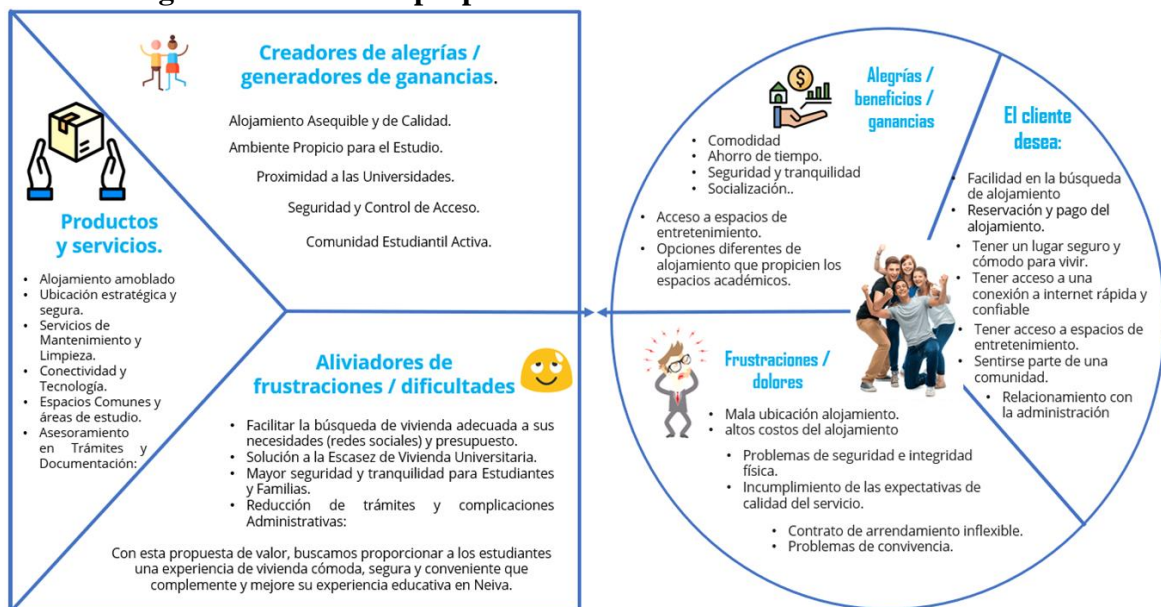 Creadores de alegrías /
generadores de ganancias.
Alojamiento Asequible y de Calidad.
Ambiente Propicio para el Estudio.
Proximidad a las Universidades.
Seguridad y Control de Acceso.
Comunidad Estudiantil Activa.
Productos
y servicios.
• Alojamiento amoblado
• Ubicación estratégica y
segura.
• Servicios de
Mantenimiento y
Limpieza.
• Conectividad y
Tecnología.
• Espacios Comunes y
áreas de estudio.
• Asesoramiento
en Trámites y
Documentación:
Aliviadores de
frustraciones / dificultades
• Facilitar la búsqueda de vivienda adecuada a sus
necesidades (redes sociales) y presupuesto.
• Solución a la Escasez de Vivienda Universitaria.
• Mayor seguridad y tranquilidad para Estudiantes
y Familias.
• Reducción de trámites y complicaciones
Administrativas:
Con esta propuesta de valor, buscamos proporcionar a los estudiantes
una experiencia de vivienda cómoda, segura y conveniente que
complemente y mejore su experiencia educativa en Neiva.
Alegrías /
beneficios /
ganancias
• Comodidad
• Ahorro de tiempo.
• Seguridad y tranquilidad
• Socialización..
• Acceso a espacios de
entretenimiento.
• Opciones diferentes de
alojamiento que propicien los
espacios académicos.
El cliente
desea:
• Facilidad en la búsqueda
de alojamiento
• Reservación y pago del
alojamiento.
• Tener un lugar seguro y
cómodo para vivir.
• Tener acceso a una
conexión a internet rápida y
confiable
• Tener acceso a espacios de
entretenimiento.
• Sentirse parte de una
comunidad.
• Relacionamiento con
la administración
Frustraciones /
dolores
• Mala ubicación alojamiento.
• altos costos del alojamiento
• Problemas de seguridad e integridad
física.
• Incumplimiento de las expectativas de
calidad del servicio.
• Contrato de arrendamiento inflexible.
• Problemas de convivencia.